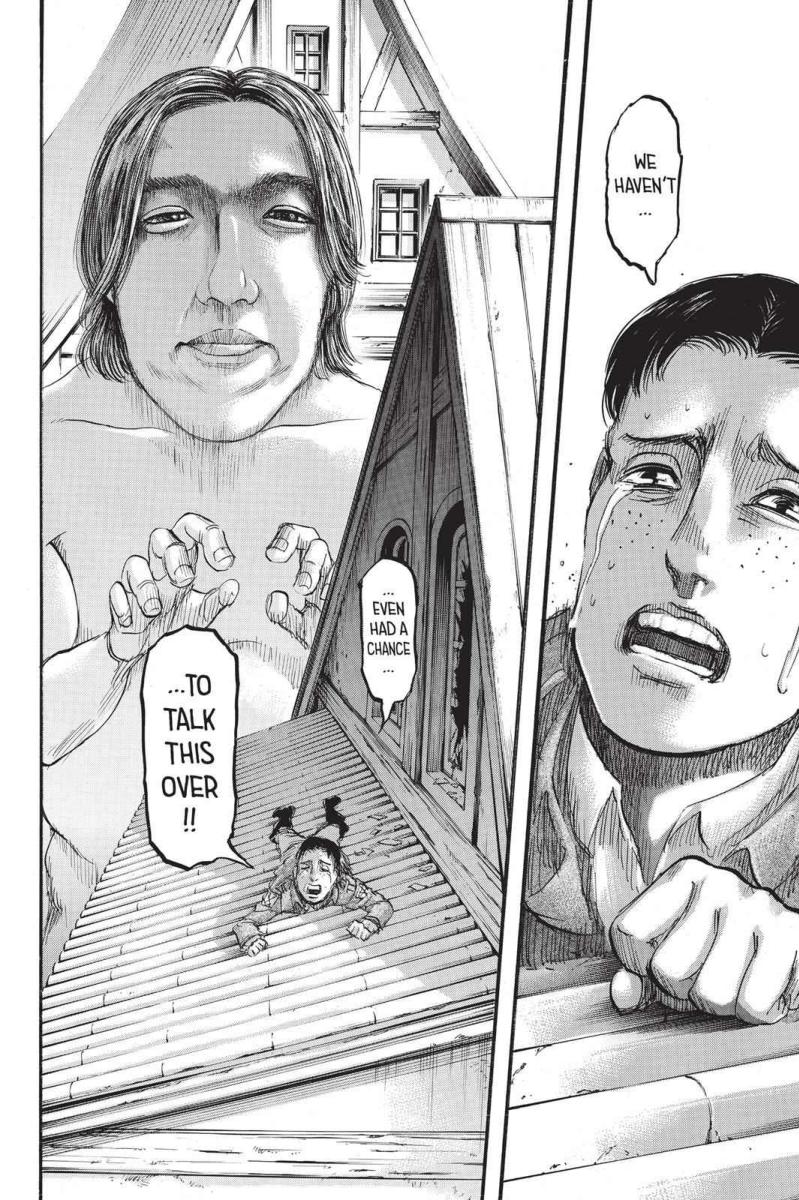 WE
HAVEN'T
...
...
EVEN
HAD A
CHANCE
...
...TO
TALK
THIS
OVER
!!